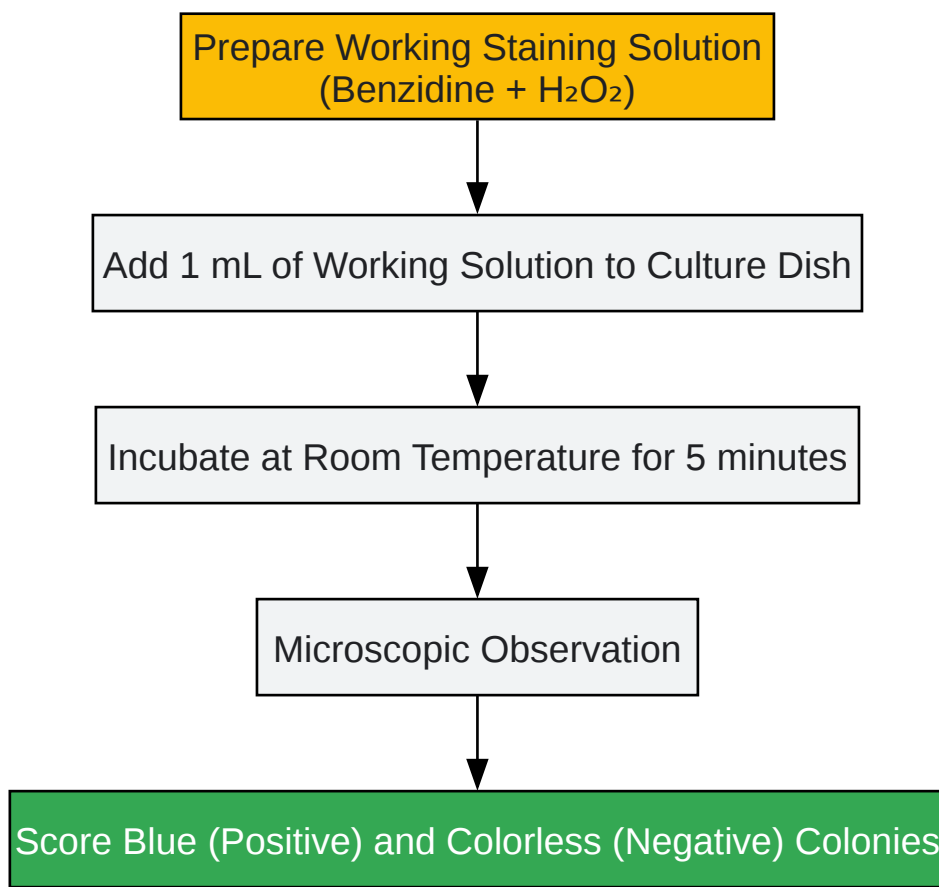 Prepare Working Staining Solution
(Benzidine + H₂O₂)
Add 1 mL of Working Solution to Culture Dish
Incubate at Room Temperature for 5 minutes
Microscopic Observation
Score Blue (Positive) and Colorless (Negative) Colonies